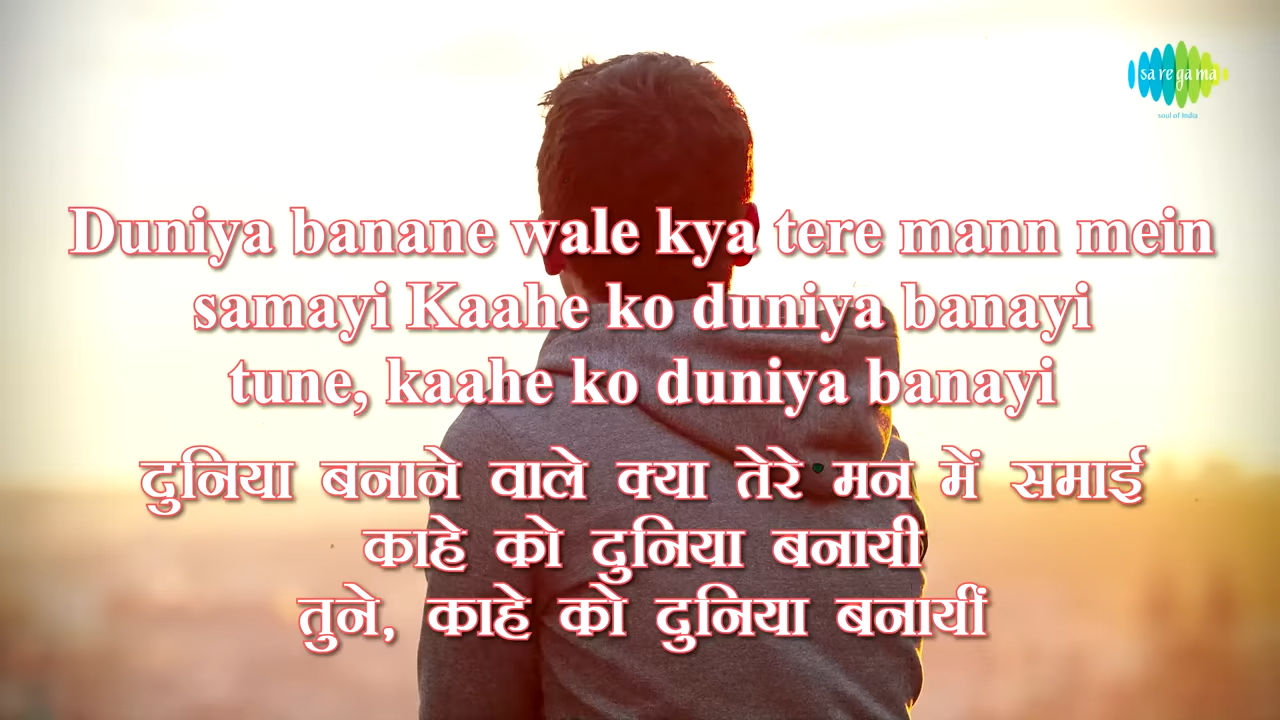 sa re ga ma
soul of India
Duniya banane wale kya tere mann mein
samayi Kaahe ko duniya banayi
tune, kaahe ko duniya banayi
दुनिया बनाने वाले क्या तेरे मन में समाई
काहे को दुनिया बनायी
तुने, काहे को दुनिया बनायीं